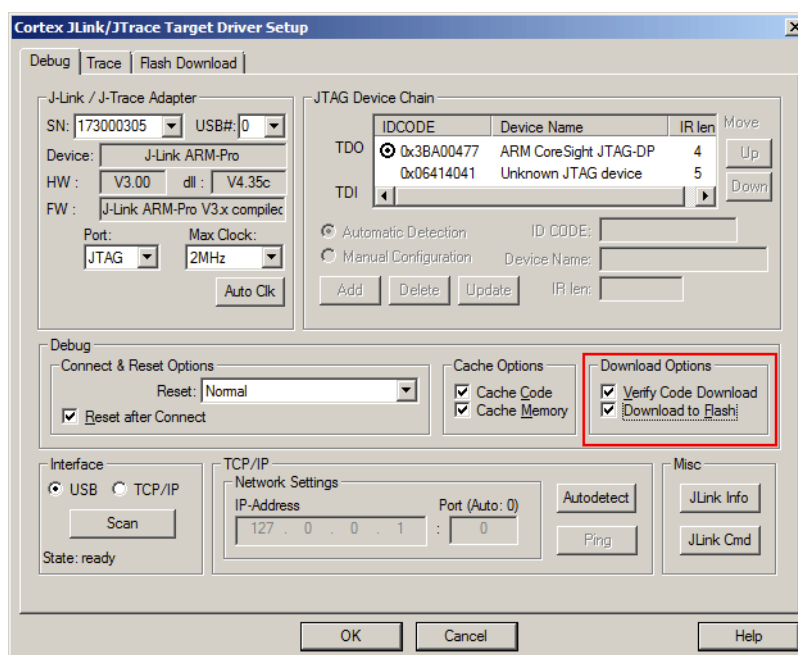 Cortex JLink/JTrace Target Driver Setup
Debug Trace Flash Download
J-Link / J-Trace Adapter
SN: 173000305 USB#: 0
Device: J-Link ARM-Pro
HW : V3.00 dll : V4.35c
FW : J-Link ARM-Pro V3.x compilec
Port: Max Clock:
JTAG 2MHz
Auto Clk
JTAG Device Chain
IDCODE Device Name IR len Move
TDO 0x3BA00477 ARM CoreSight JTAG-DP 4 Up
0x06414041 Unknown JTAG device 5
TDI Down
Automatic Detection ID CODE:
Manual Configuration Device Name:
Add Delete Update IR len:
Debug
Connect & Reset Options
Reset: Normal
Reset after Connect
Cache Options
Cache Code
Cache Memory
Download Options
Verify Code Download
Download to Flash
Interface
USB TCP/IP
Scan
State: ready
TCP/IP
Network Settings
IP-Address Port (Auto: 0)
127 . 0 . 0 . 1 : 0
Autodetect
Ping
Misc
JLink Info
JLink Cmd
OK Cancel Help